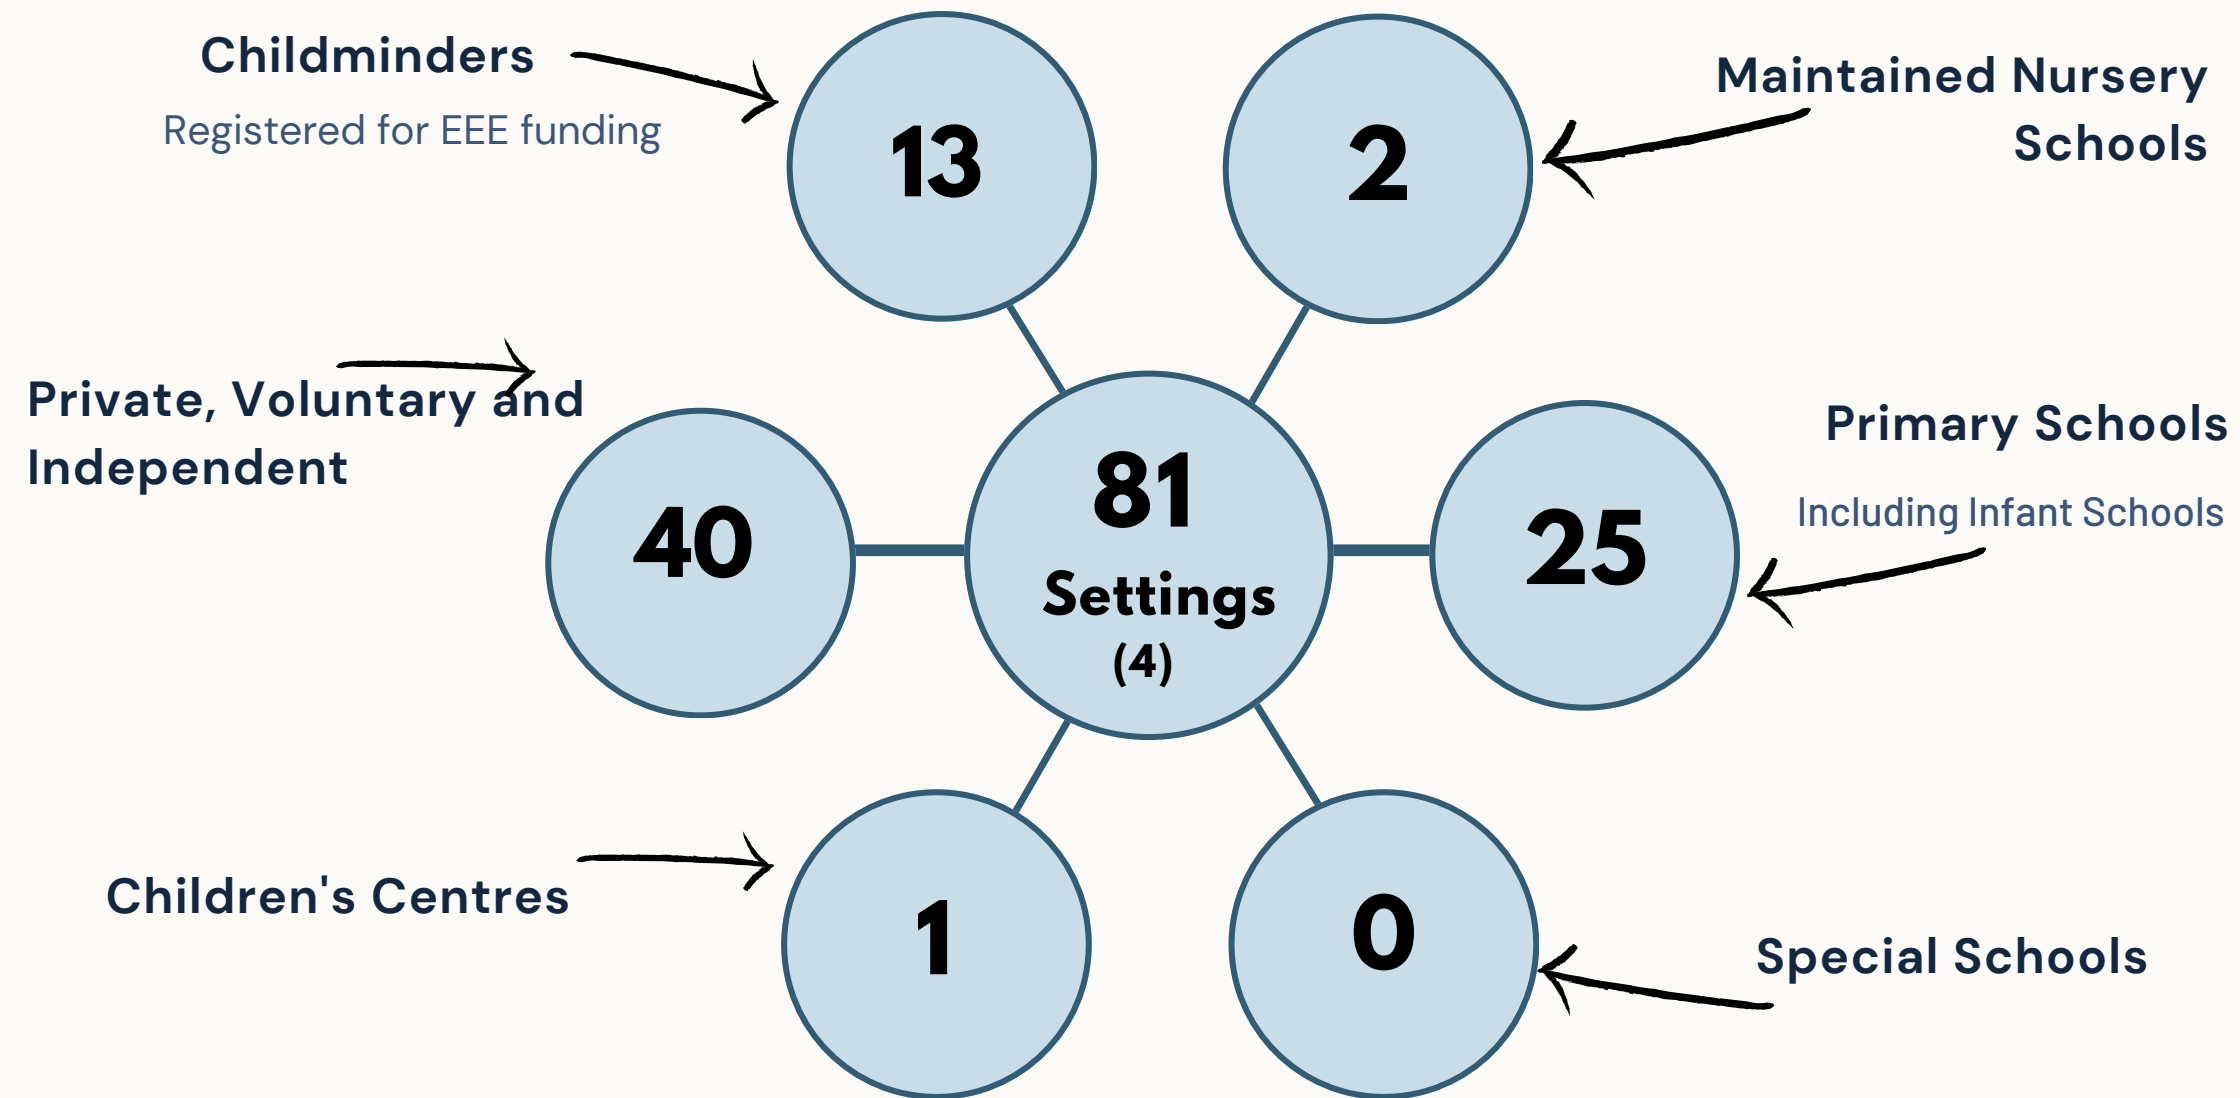 Childminders
Registered for EEE funding
13
2
Maintained Nursery
Schools
Private, Voluntary and
Independent
40
81
Settings
(4)
25
Primary Schools
Including Infant Schools
Children's Centres
1
0
Special Schools